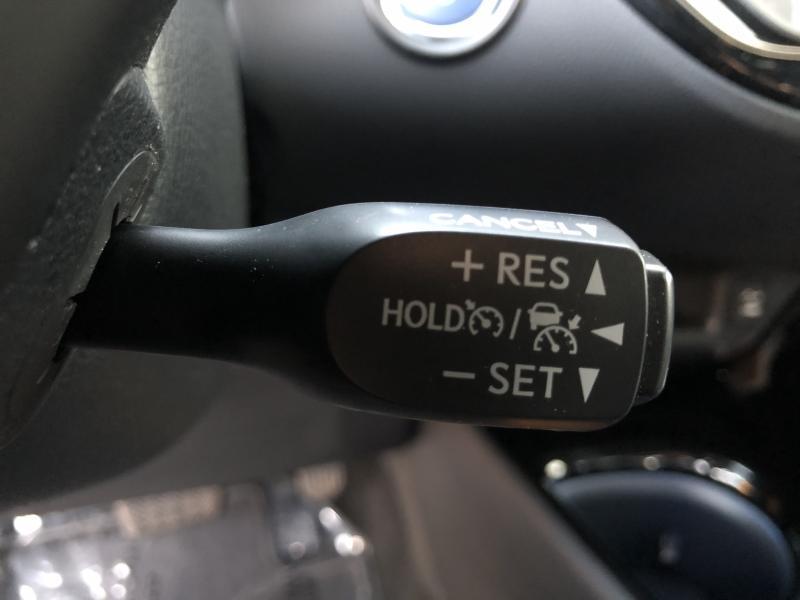 CANCEL▼
+ RES ▲
HOLD / ◀
− SET ▼